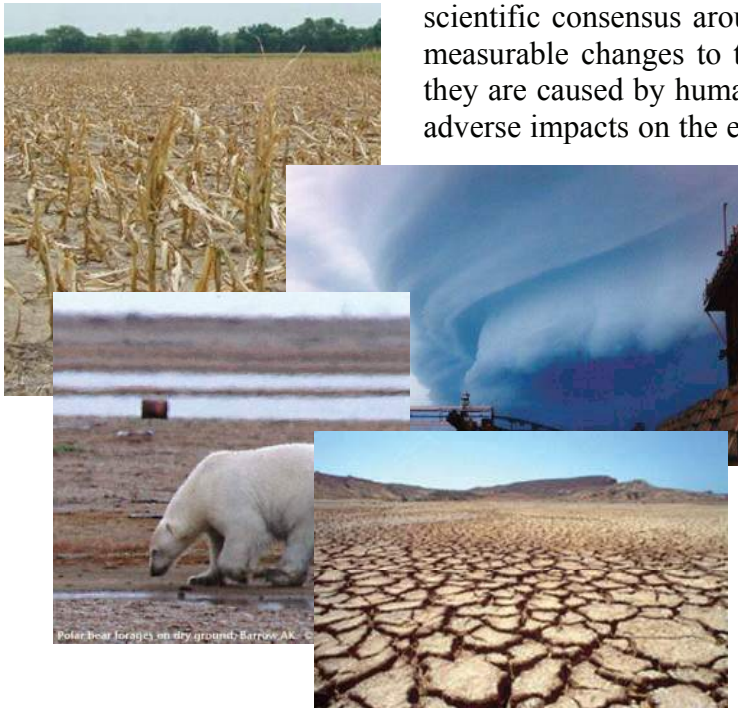 scientific consensus arou
measurable changes to t
they are caused by huma
adverse impacts on the e
Polar bear forages on dry ground, Barrow AK - ©